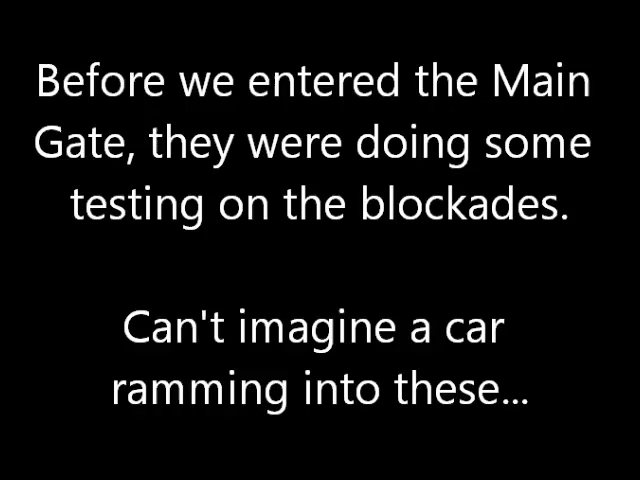 Before we entered the Main
Gate, they were doing some
testing on the blockades.
Can't imagine a car
ramming into these...